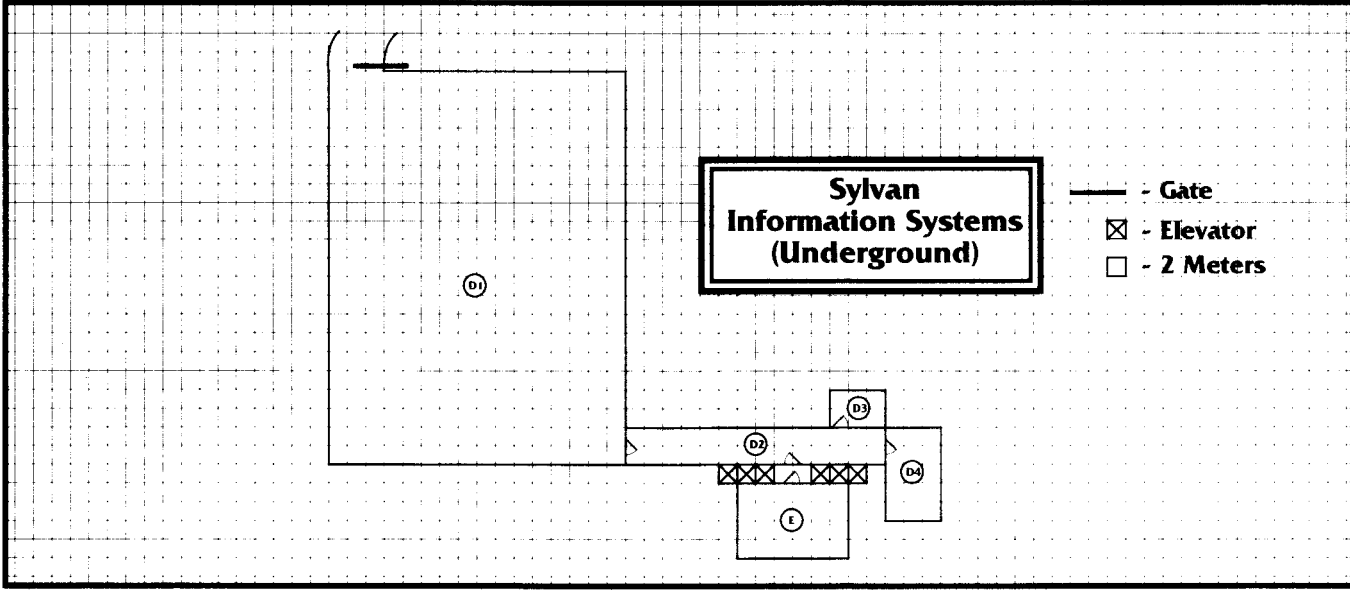 Sylvan
Information Systems
(Underground)
- Gate
- Elevator
- 2 Meters
D1
D3
D2
D4
E